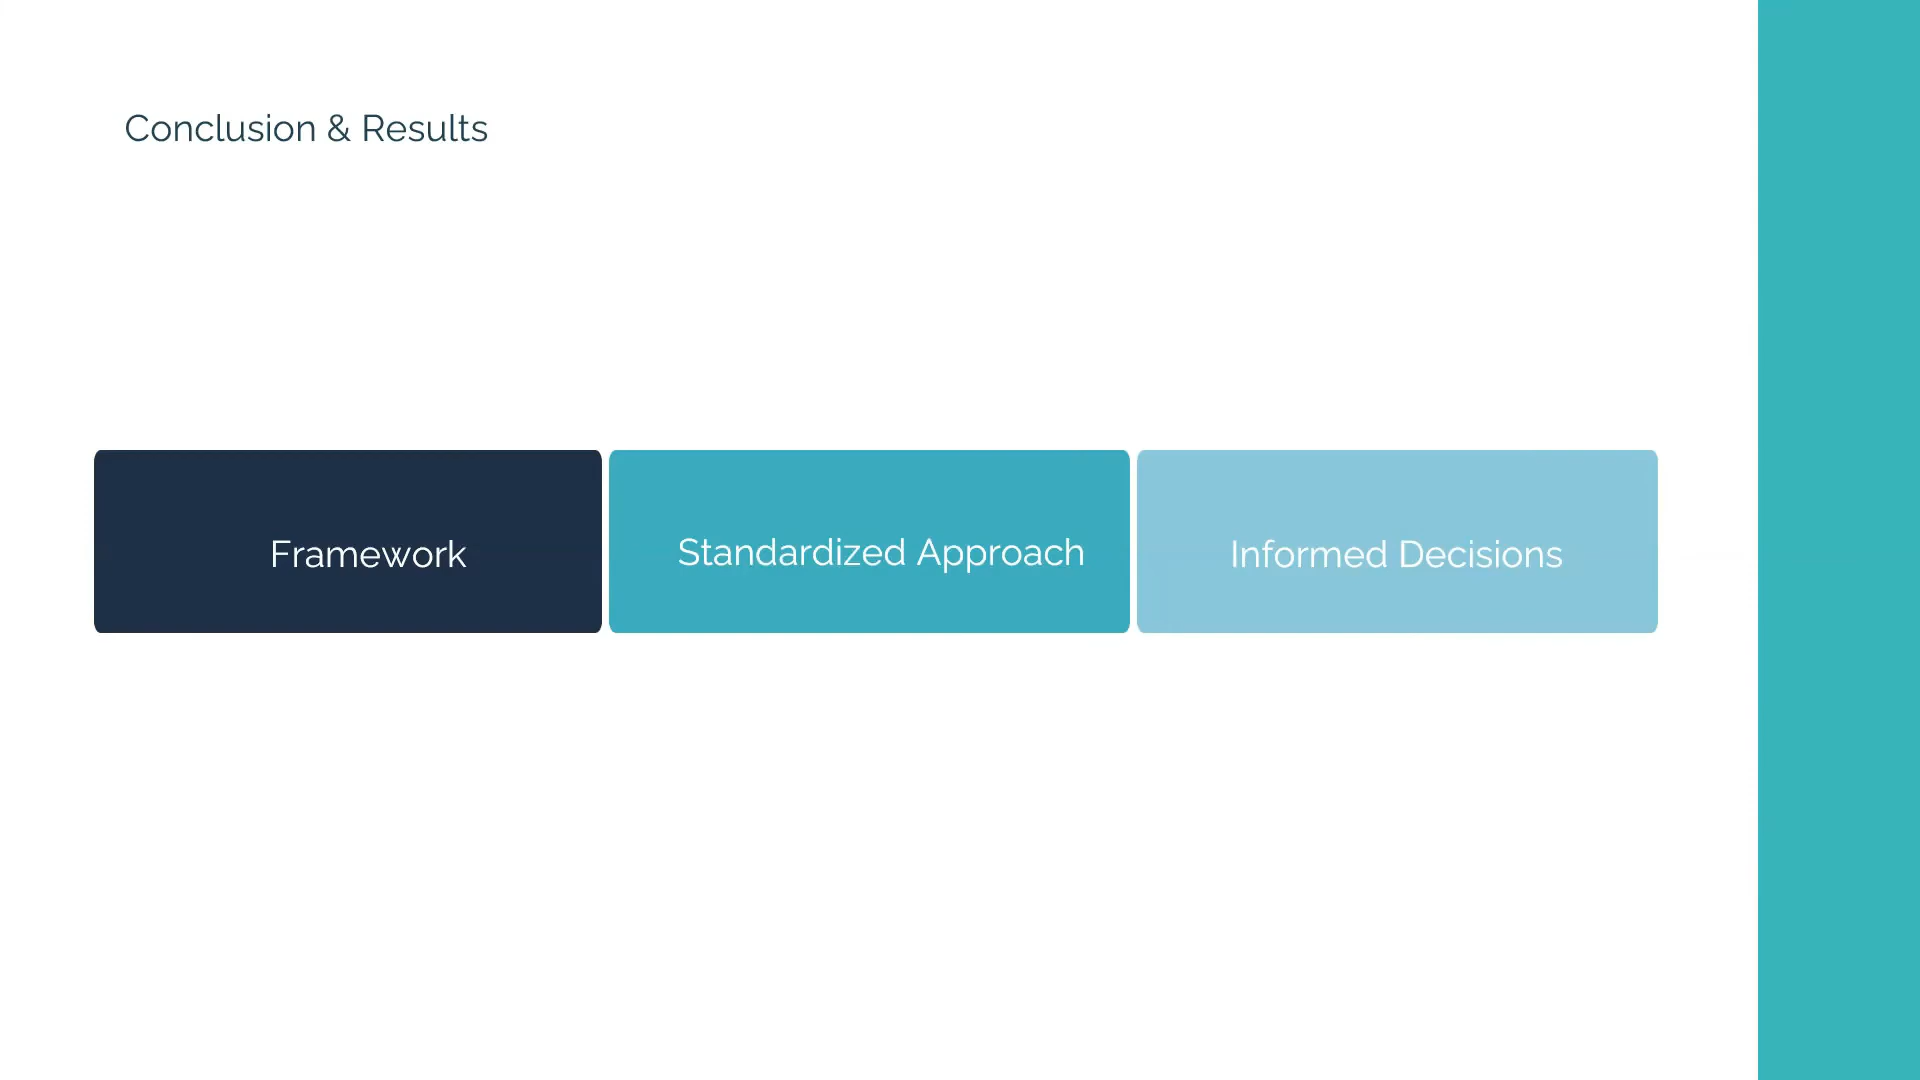 Conclusion & Results
Framework
Standardized Approach
Informed Decisions